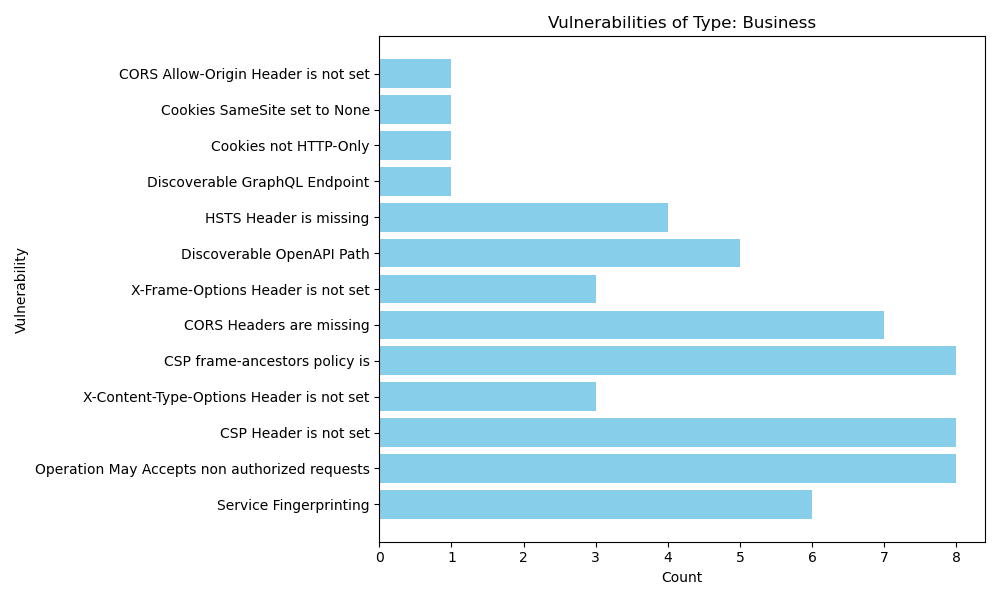 Vulnerabilities of Type: Business
CORS Allow-Origin Header is not set
Cookies SameSite set to None
Cookies not HTTP-Only
Discoverable GraphQL Endpoint
HSTS Header is missing
Discoverable OpenAPI Path
X-Frame-Options Header is not set
CORS Headers are missing
CSP frame-ancestors policy is
X-Content-Type-Options Header is not set
CSP Header is not set
Operation May Accepts non authorized requests
Service Fingerprinting
Vulnerability
0 1 2 3 4 5 6 7 8
Count